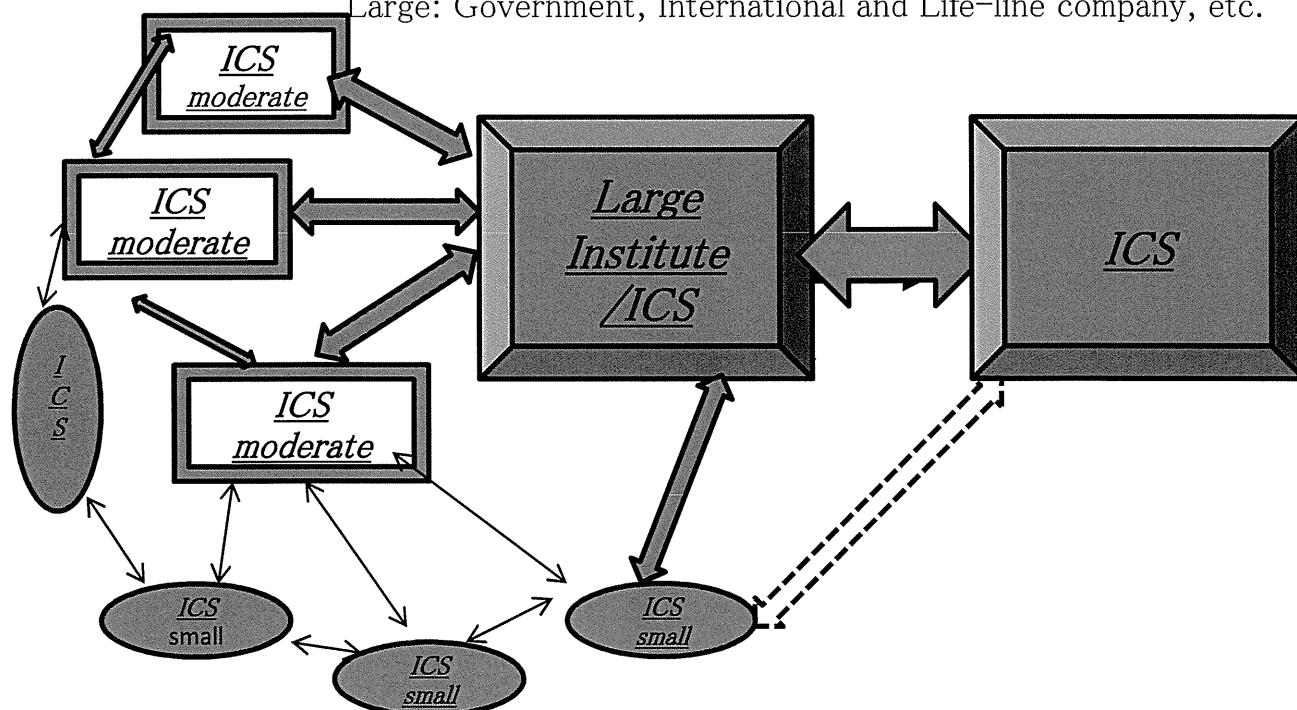 Large: Government, International and Life-line company, etc.
ICS
moderate
ICS
moderate
Large
Institute
/ICS
ICS
I
C
S
ICS
moderate
ICS
small
ICS
small
ICS
small